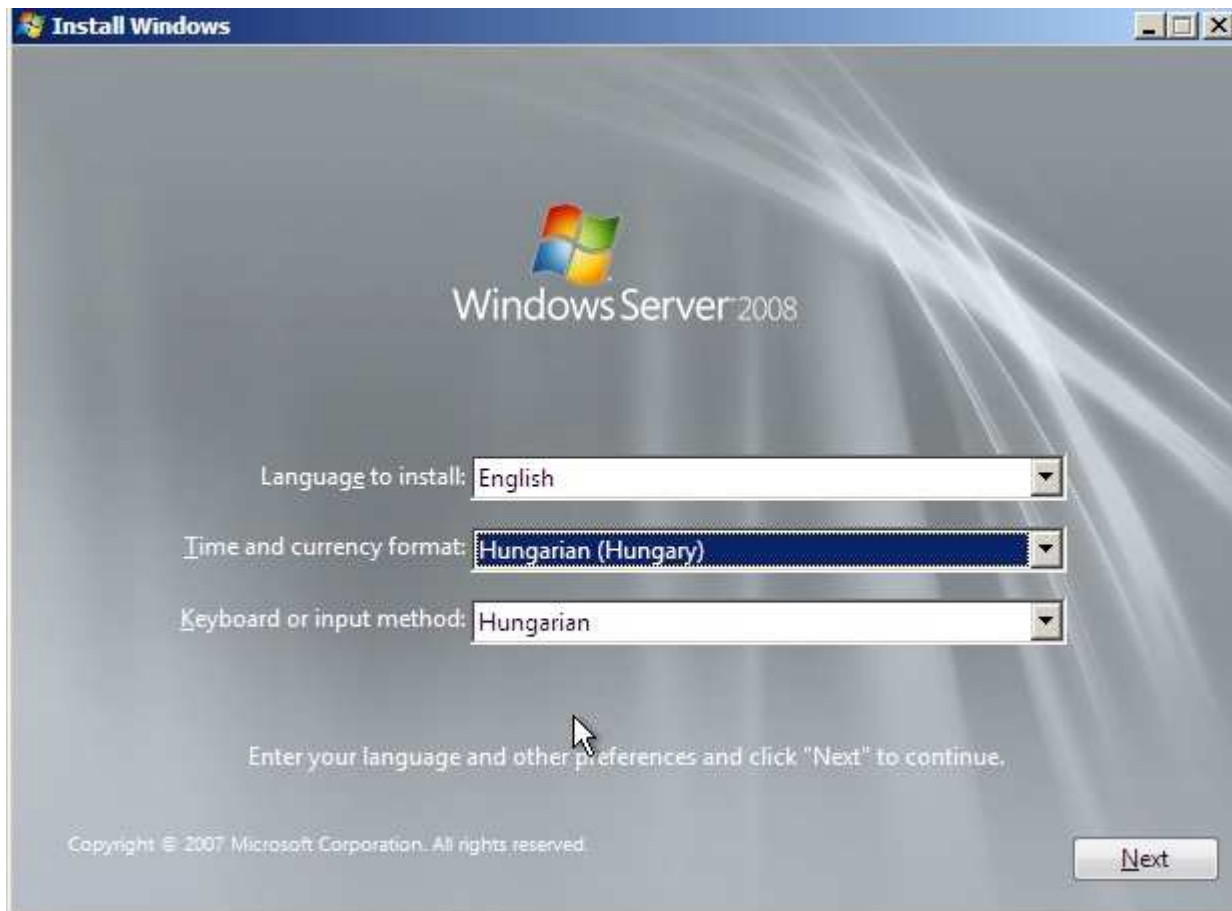 Install Windows
Windows Server 2008
Language to install: English
Time and currency format: Hungarian (Hungary)
Keyboard or input method: Hungarian
Enter your language and other preferences and click "Next" to continue.
Copyright © 2007 Microsoft Corporation. All rights reserved.
Next